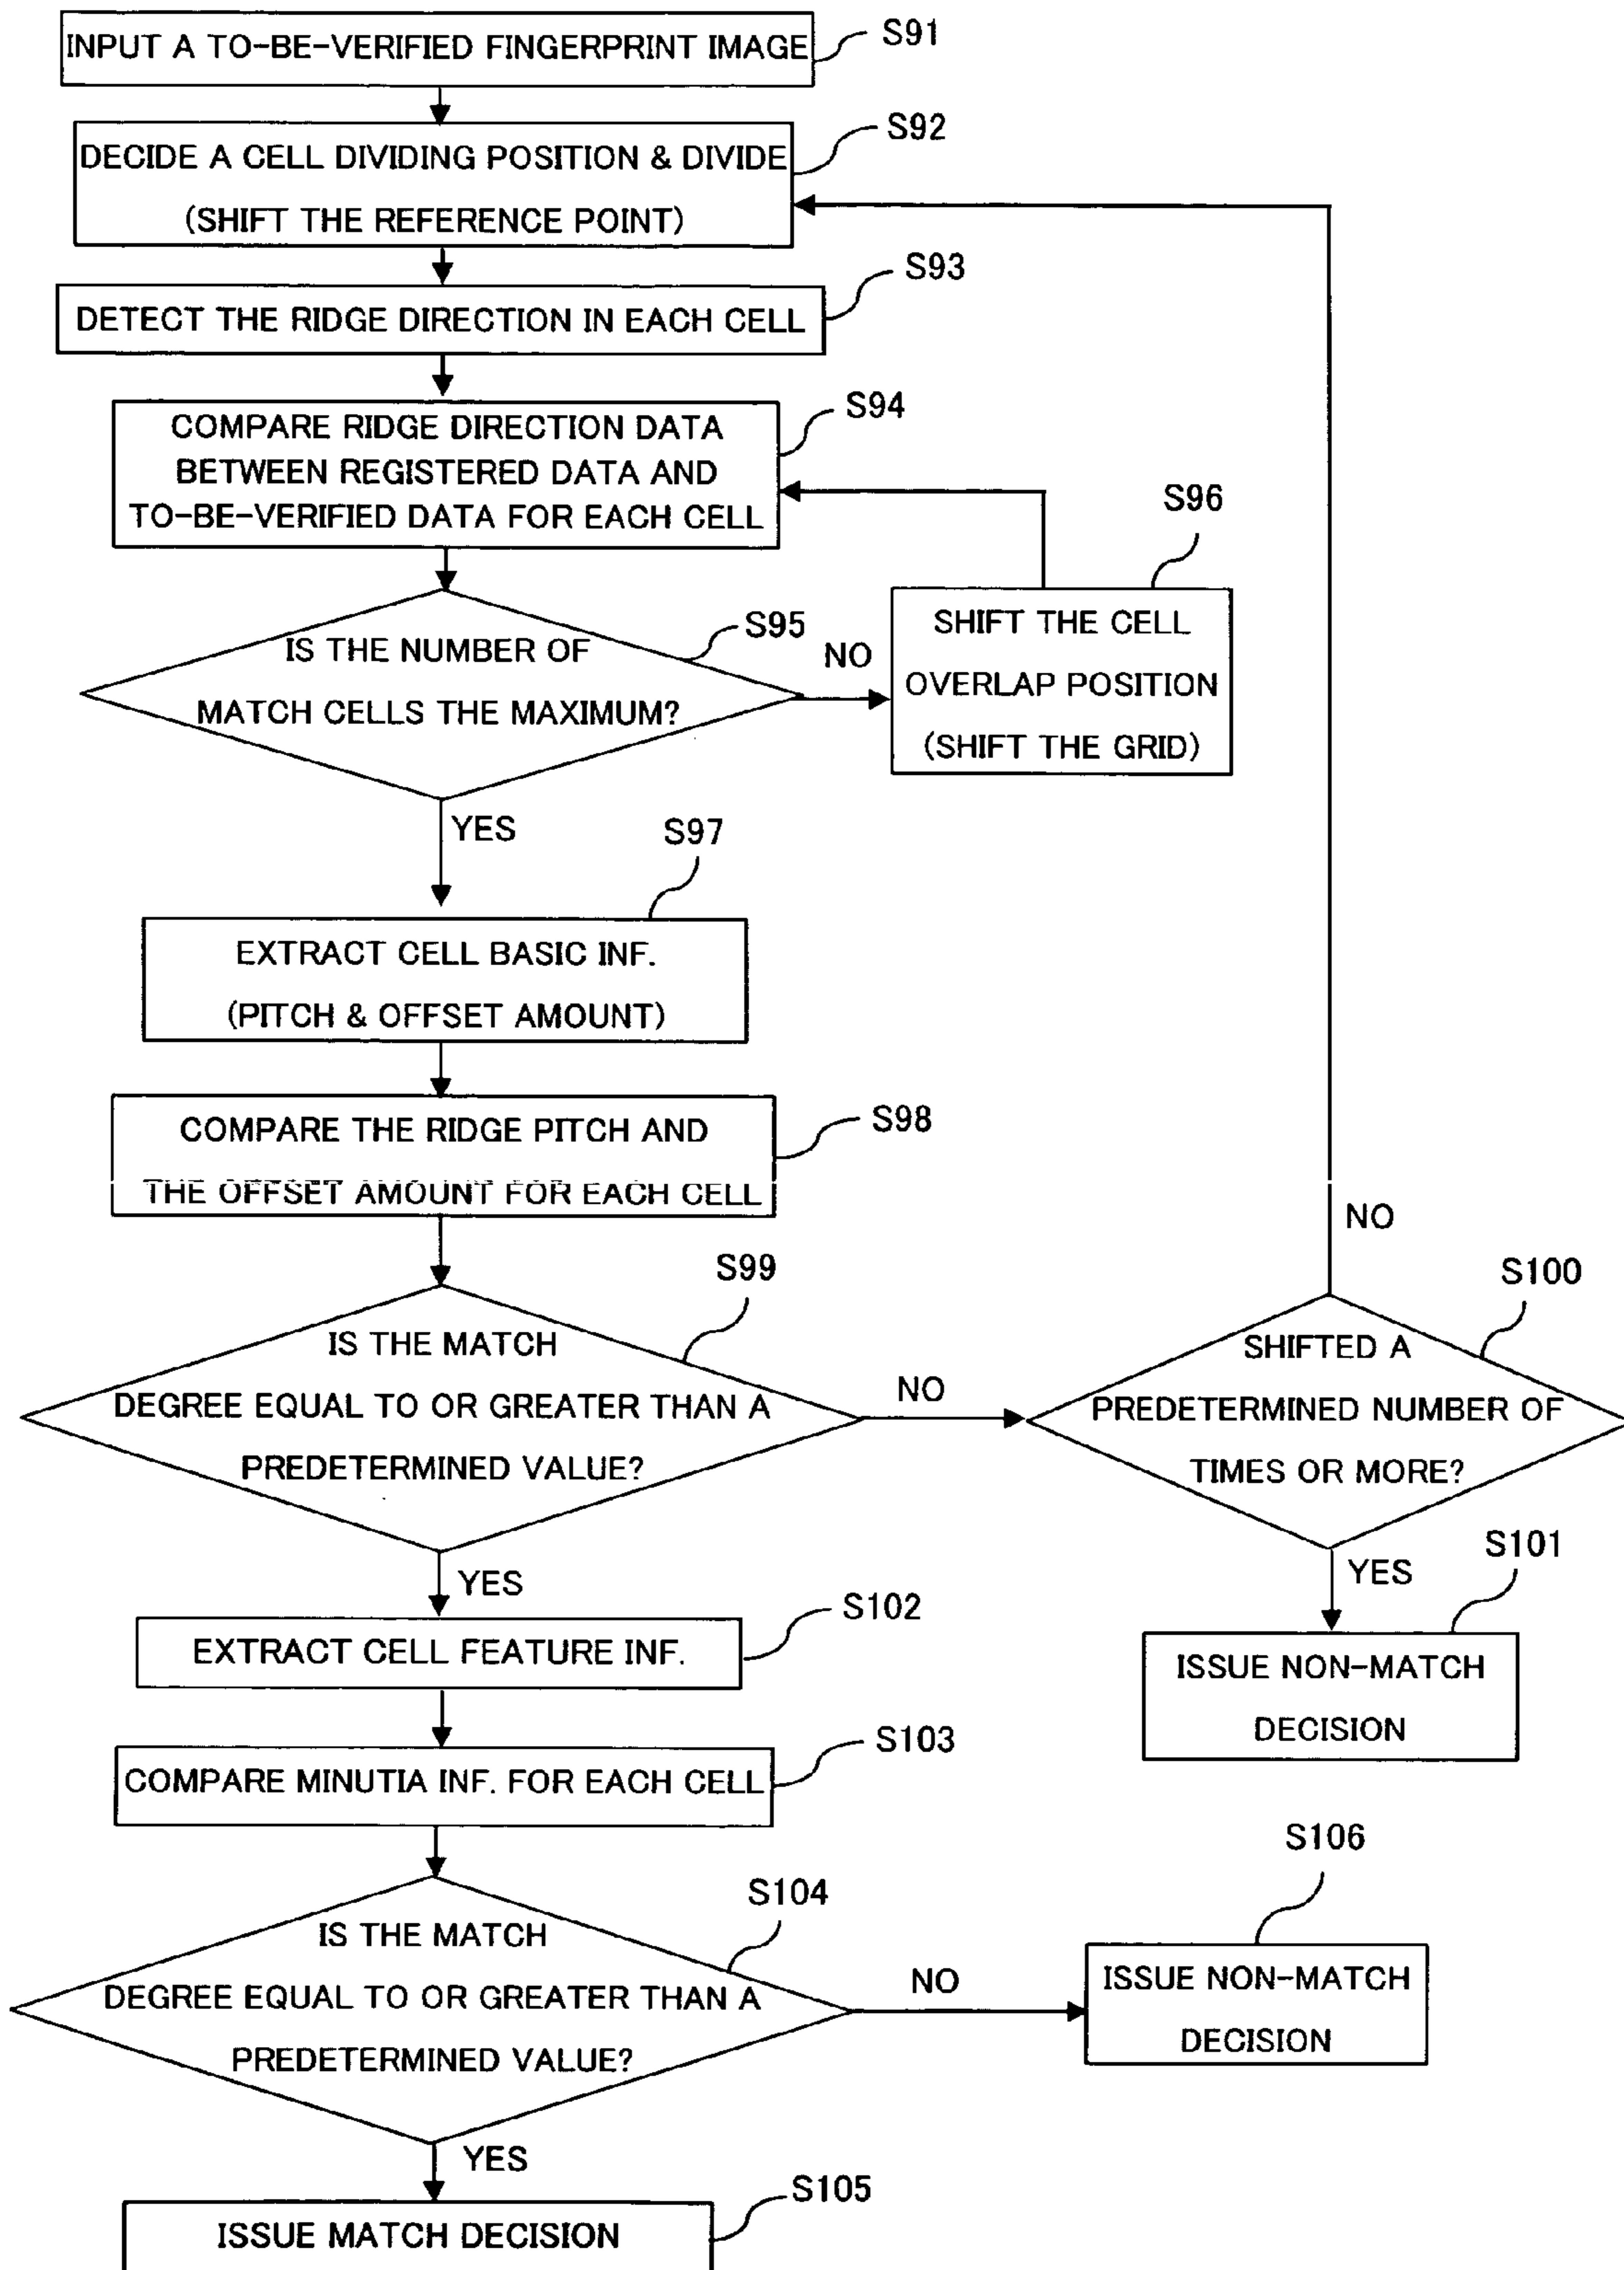 INPUT A TO-BE-VERIFIED FINGERPRINT IMAGE
S91
DECIDE A CELL DIVIDING POSITION & DIVIDE
(SHIFT THE REFERENCE POINT)
S92
DETECT THE RIDGE DIRECTION IN EACH CELL
S93
COMPARE RIDGE DIRECTION DATA
BETWEEN REGISTERED DATA AND
TO-BE-VERIFIED DATA FOR EACH CELL
S94
IS THE NUMBER OF
MATCH CELLS THE MAXIMUM?
S95
NO
SHIFT THE CELL
OVERLAP POSITION
(SHIFT THE GRID)
S96
YES
EXTRACT CELL BASIC INF.
(PITCH & OFFSET AMOUNT)
S97
COMPARE THE RIDGE PITCH AND
THE OFFSET AMOUNT FOR EACH CELL
S98
IS THE MATCH
DEGREE EQUAL TO OR GREATER THAN A
PREDETERMINED VALUE?
S99
NO
SHIFTED A
PREDETERMINED NUMBER OF
TIMES OR MORE?
S100
NO
YES
ISSUE NON-MATCH
DECISION
S101
YES
EXTRACT CELL FEATURE INF.
S102
COMPARE MINUTIA INF. FOR EACH CELL
S103
IS THE MATCH
DEGREE EQUAL TO OR GREATER THAN A
PREDETERMINED VALUE?
S104
NO
ISSUE NON-MATCH
DECISION
S106
YES
ISSUE MATCH DECISION
S105